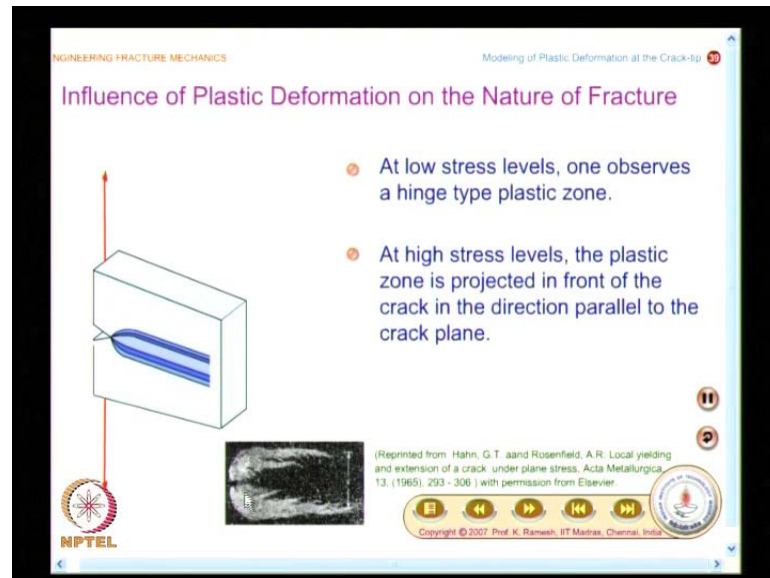 NGINEERING FRACTURE MECHANICS
Modeling of Plastic Deformation at the Crack-tip 39
Influence of Plastic Deformation on the Nature of Fracture
At low stress levels, one observes
a hinge type plastic zone.
At high stress levels, the plastic
zone is projected in front of the
crack in the direction parallel to the
crack plane.
(Reprinted from Hahn, G.T. aand Rosenfield, A.R. Local yielding
and extension of a crack under plane stress, Acta Metallurgica,
13, (1965), 293 - 306 ) with permission from Elsevier.
Copyright © 2007 Prof. K. Ramesh, IIT Madras, Chennai, India
NPTEL